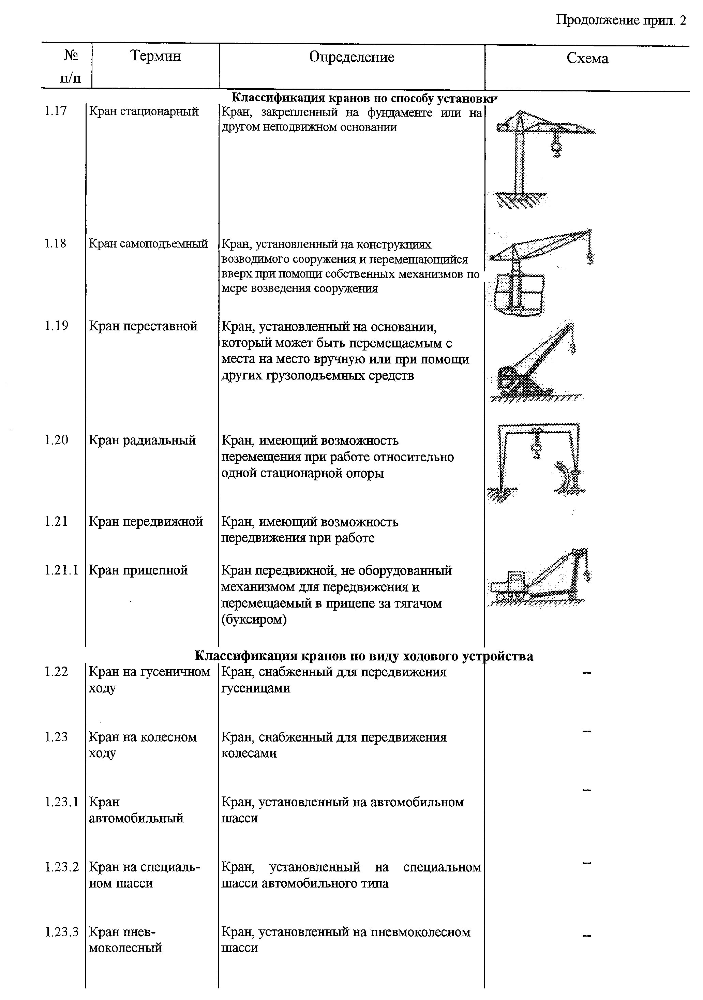 Продолжение прил. 2
№ п/п
Термин
Определение
Схема
Классификация кранов по способу установки
1.17
Кран стационарный
Кран, закрепленный на фундаменте или на
другом неподвижном основании
1.18
Кран самоподъемный
Кран, установленный на конструкциях
возводимого сооружения и перемещающийся
вверх при помощи собственных механизмов по
мере возведения сооружения
1.19
Кран переставной
Кран, установленный на основании,
который может быть перемещаемым с
места на место вручную или при помощи
других грузоподъемных средств
1.20
Кран радиальный
Кран, имеющий возможность
перемещения при работе относительно
одной стационарной опоры
1.21
Кран передвижной
Кран, имеющий возможность
передвижения при работе
1.21.1
Кран прицепной
Кран передвижной, не оборудованный
механизмом для передвижения и
перемещаемый в прицепе за тягачом
(буксиром)
Классификация кранов по виду ходового устройства
1.22
Кран на гусеничном
ходу
Кран, снабженный для передвижения
гусеницами
--
1.23
Кран на колесном
ходу
Кран, снабженный для передвижения
колесами
--
1.23.1
Кран
автомобильный
Кран, установленный на автомобильном
шасси
--
1.23.2
Кран на специаль-
ном шасси
Кран, установленный на специальном
шасси автомобильного типа
--
1.23.3
Кран пнев-
моколесный
Кран, установленный на пневмоколесном
шасси
--